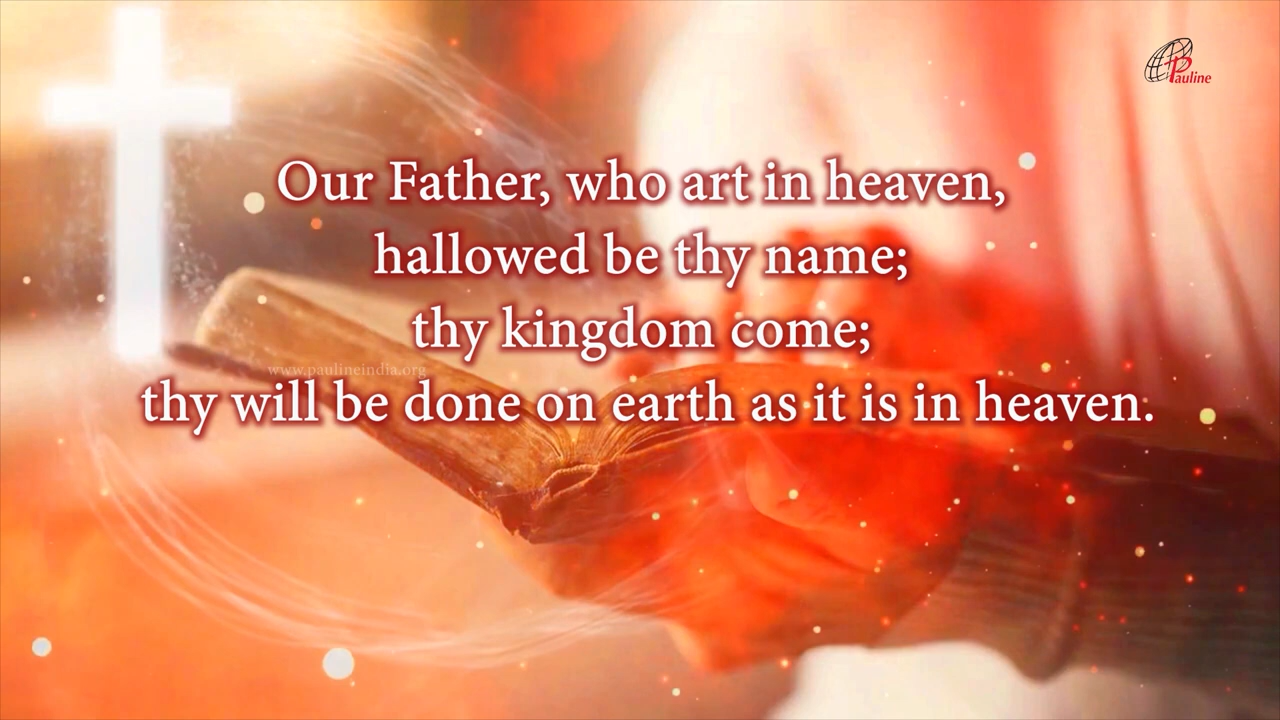 Pauline
Our Father, who art in heaven,
hallowed be thy name;
thy kingdom come;
www.paulineindia.org
thy will be done on earth as it is in heaven.